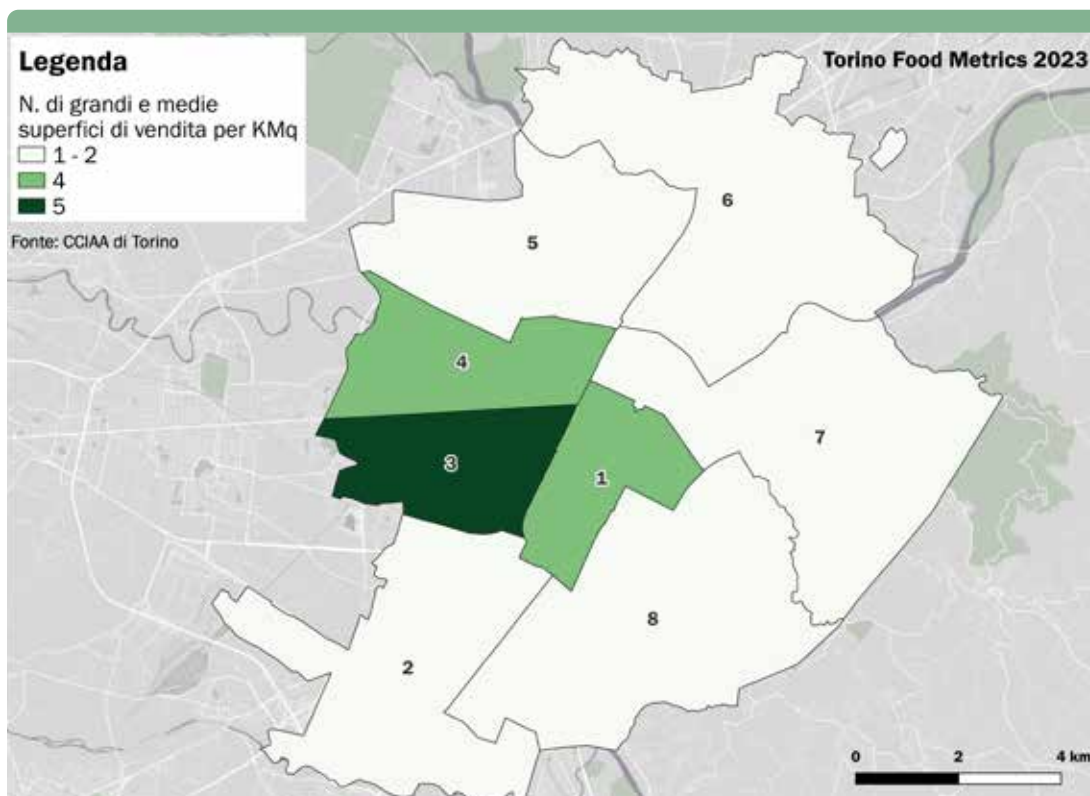 Legenda
N. di grandi e medie
superfici di vendita per KMq
1 - 2
4
5
Fonte: CCIAA di Torino
Torino Food Metrics 2023
6
5
4
7
3
1
8
2
0 2 4 km